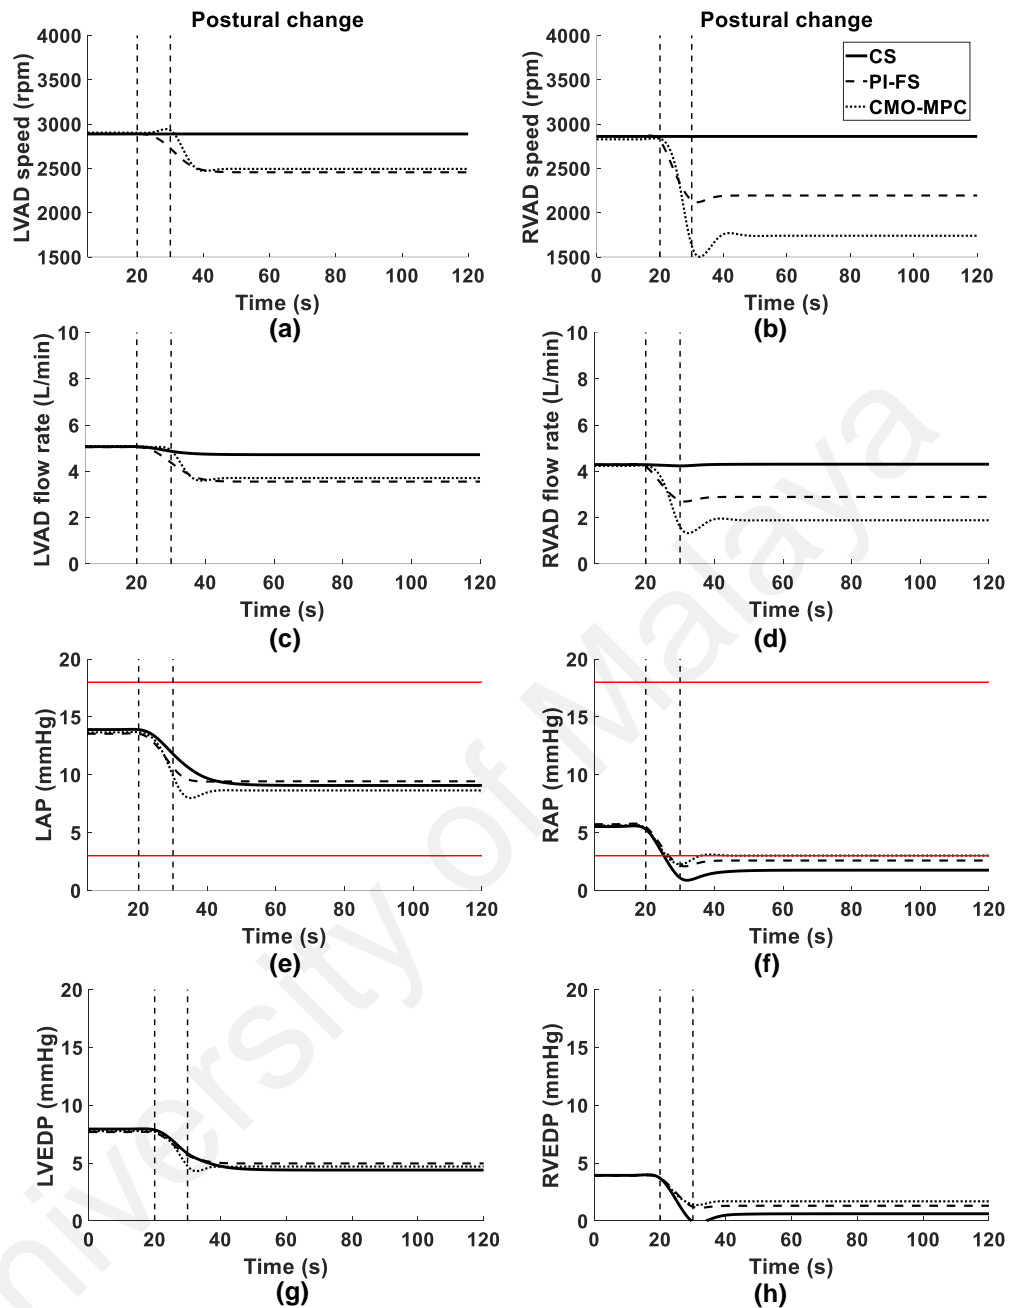 Postural change
Postural change
4000
3500
3000
2500
2000
1500
LVAD speed (rpm)
20 40 60 80 100 120
Time (s)
(a)
4000
3500
3000
2500
2000
1500
RVAD speed (rpm)
CS
PI-FS
CMO-MPC
0 20 40 60 80 100 120
Time (s)
(b)
10
8
6
4
2
0
LVAD flow rate (L/min)
20 40 60 80 100 120
Time (s)
(c)
10
8
6
4
2
0
RVAD flow rate (L/min)
20 40 60 80 100 120
Time (s)
(d)
20
15
10
5
0
LAP (mmHg)
20 40 60 80 100 120
Time (s)
(e)
20
15
10
5
0
RAP (mmHg)
20 40 60 80 100 120
Time (s)
(f)
20
15
10
5
0
LVEDP (mmHg)
0 20 40 60 80 100 120
Time (s)
(g)
20
15
10
5
0
RVEDP (mmHg)
0 20 40 60 80 100 120
Time (s)
(h)
niversity of Malaya